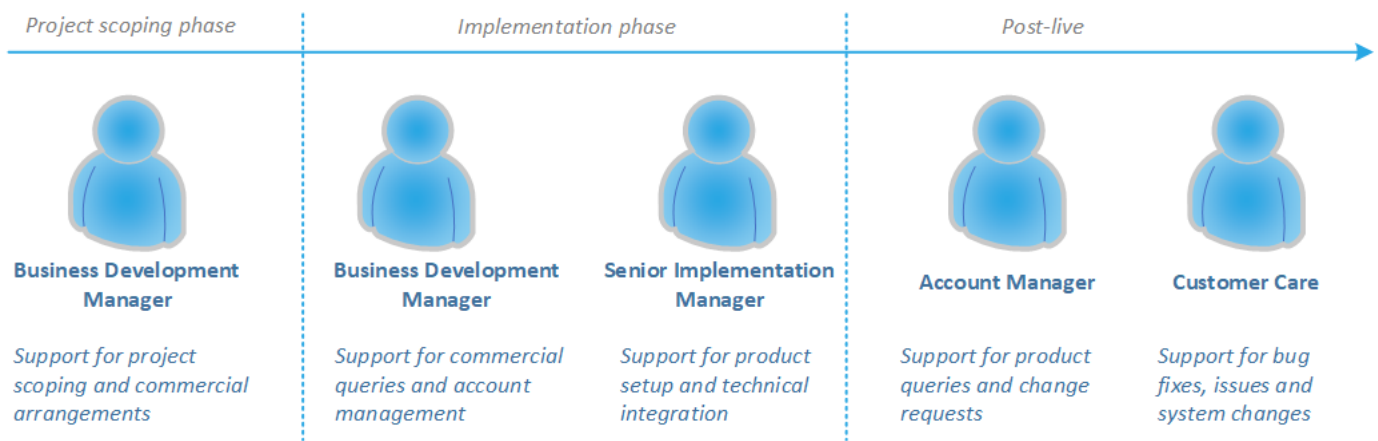 Project scoping phase
Implementation phase
Post-live
Business Development
Manager
Support for project
scoping and commercial
arrangements
Business Development
Manager
Support for commercial
queries and account
management
Senior Implementation
Manager
Support for product
setup and technical
integration
Account Manager
Support for product
queries and change
requests
Customer Care
Support for bug
fixes, issues and
system changes